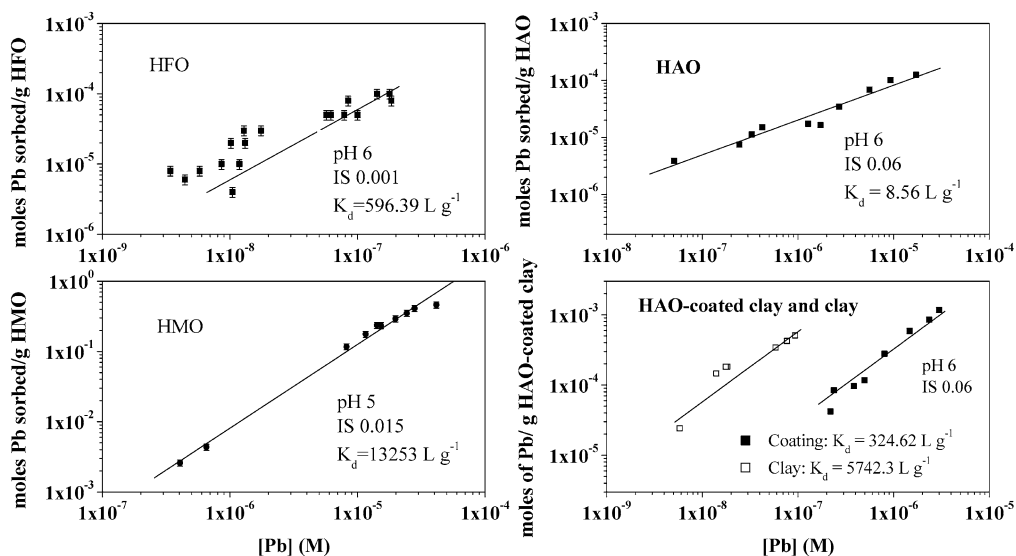 moles Pb sorbed/g HFO
1x10⁻³
1x10⁻⁴
1x10⁻⁵
1x10⁻⁶
HFO
pH 6
IS 0.001
K_d=596.39 L g⁻¹
1x10⁻⁹
1x10⁻⁸
1x10⁻⁷
1x10⁻⁶
moles Pb sorbed/g HAO
1x10⁻³
1x10⁻⁴
1x10⁻⁵
1x10⁻⁶
HAO
pH 6
IS 0.06
K_d = 8.56 L g⁻¹
1x10⁻⁸
1x10⁻⁷
1x10⁻⁶
1x10⁻⁵
1x10⁻⁴
moles Pb sorbed/g HMO
1x10⁰
1x10⁻¹
1x10⁻²
1x10⁻³
HMO
pH 5
IS 0.015
K_d=13253 L g⁻¹
1x10⁻⁷
1x10⁻⁶
1x10⁻⁵
1x10⁻⁴
[Pb] (M)
moles of Pb/ g HAO-coated clay
1x10⁻³
1x10⁻⁴
1x10⁻⁵
HAO-coated clay and clay
pH 6
IS 0.06
Coating: K_d = 324.62 L g⁻¹
Clay: K_d = 5742.3 L g⁻¹
1x10⁻⁹
1x10⁻⁸
1x10⁻⁷
1x10⁻⁶
1x10⁻⁵
[Pb] (M)